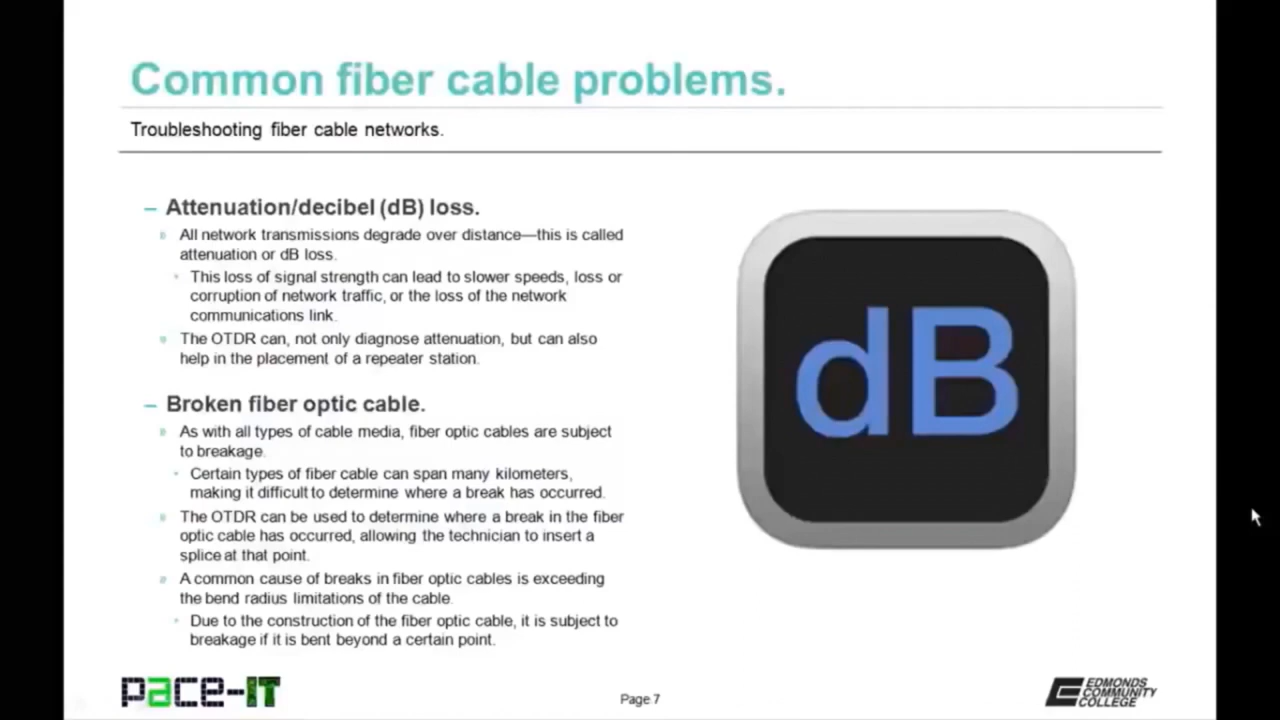 Common fiber cable problems.
Troubleshooting fiber cable networks.
– Attenuation/decibel (dB) loss.
» All network transmissions degrade over distance—this is called
attenuation or dB loss.
• This loss of signal strength can lead to slower speeds, loss or
corruption of network traffic, or the loss of the network
communications link.
» The OTDR can, not only diagnose attenuation, but can also
help in the placement of a repeater station.
– Broken fiber optic cable.
» As with all types of cable media, fiber optic cables are subject
to breakage.
• Certain types of fiber cable can span many kilometers,
making it difficult to determine where a break has occurred.
» The OTDR can be used to determine where a break in the fiber
optic cable has occurred, allowing the technician to insert a
splice at that point.
» A common cause of breaks in fiber optic cables is exceeding
the bend radius limitations of the cable.
• Due to the construction of the fiber optic cable, it is subject to
breakage if it is bent beyond a certain point.
dB
pace-IT
Page 7
EDMONDS
COMMUNITY
COLLEGE